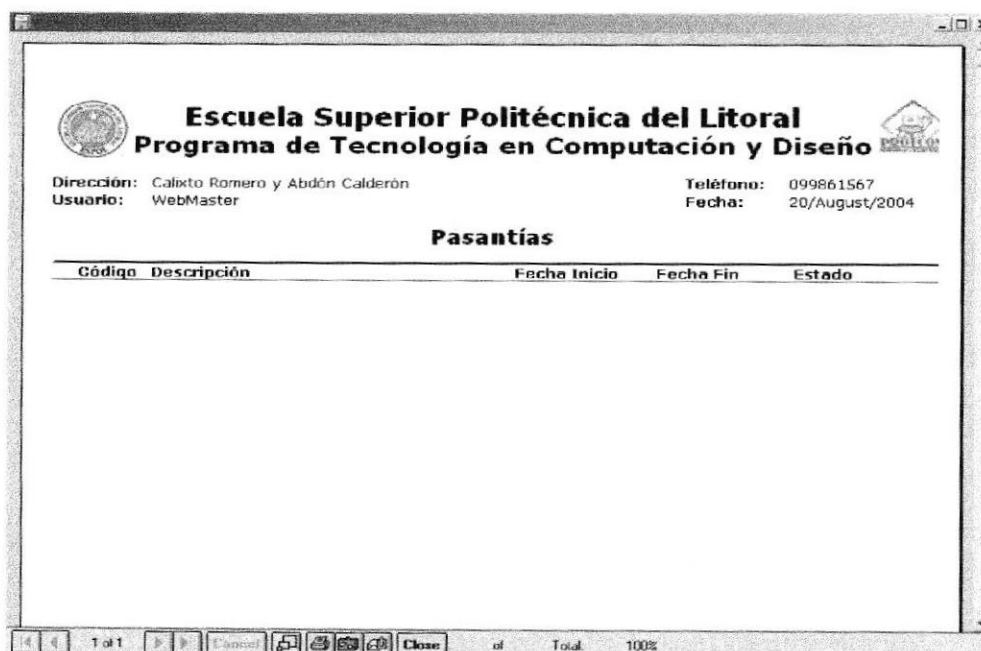 Escuela Superior Politécnica del Litoral
Programa de Tecnología en Computación y Diseño
Dirección: Calixto Romero y Abdón Calderón Teléfono: 099861567
Usuario: WebMaster Fecha: 20/August/2004
Pasantías
Código Descripción Fecha Inicio Fecha Fin Estado
1 of 1 Cancel Close of Total 100%